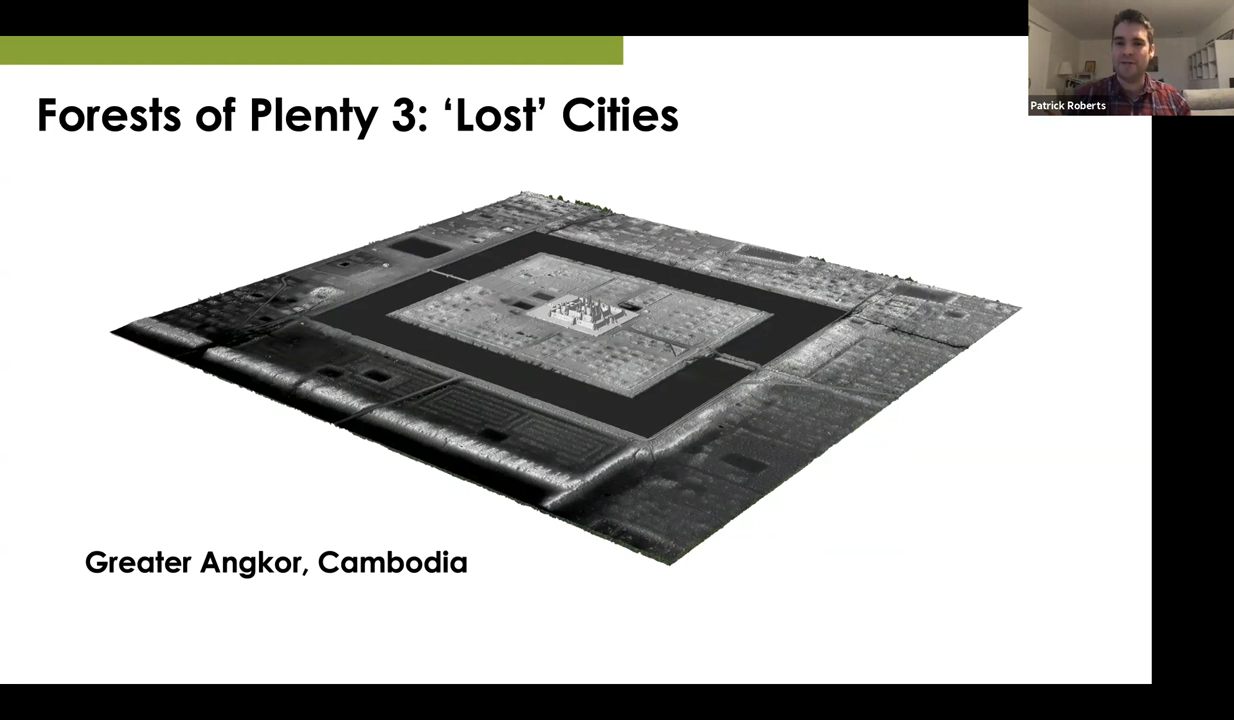 Patrick Roberts
Forests of Plenty 3: ‘Lost’ Cities
Greater Angkor, Cambodia